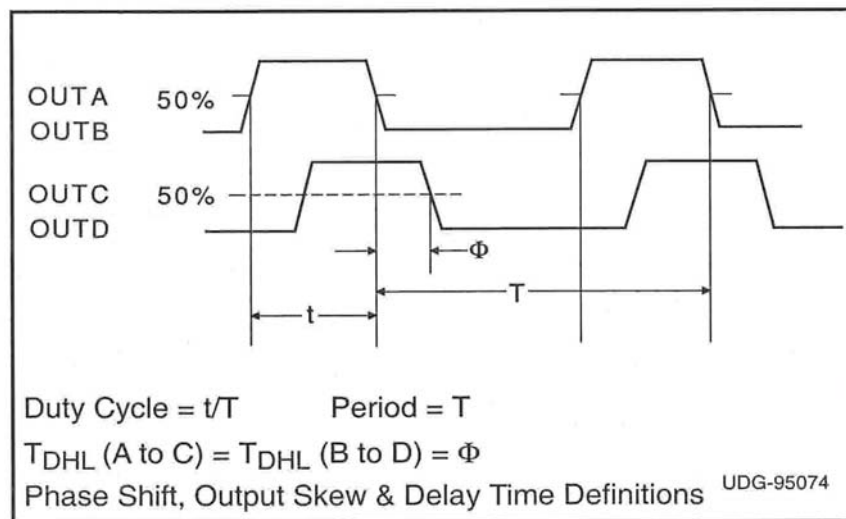 OUTA 50%
OUTB
OUTC 50%
OUTD
Φ
T
t
Duty Cycle = t/T Period = T
TDHL (A to C) = TDHL (B to D) = Φ
Phase Shift, Output Skew & Delay Time Definitions UDG-95074